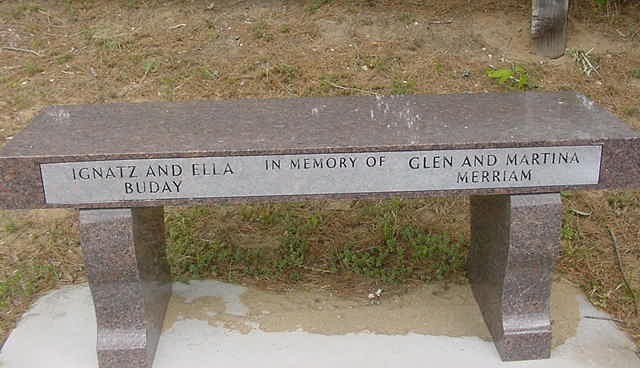 IGNATZ AND ELLA
BUDAY
IN MEMORY OF
GLEN AND MARTINA
MERRIAM